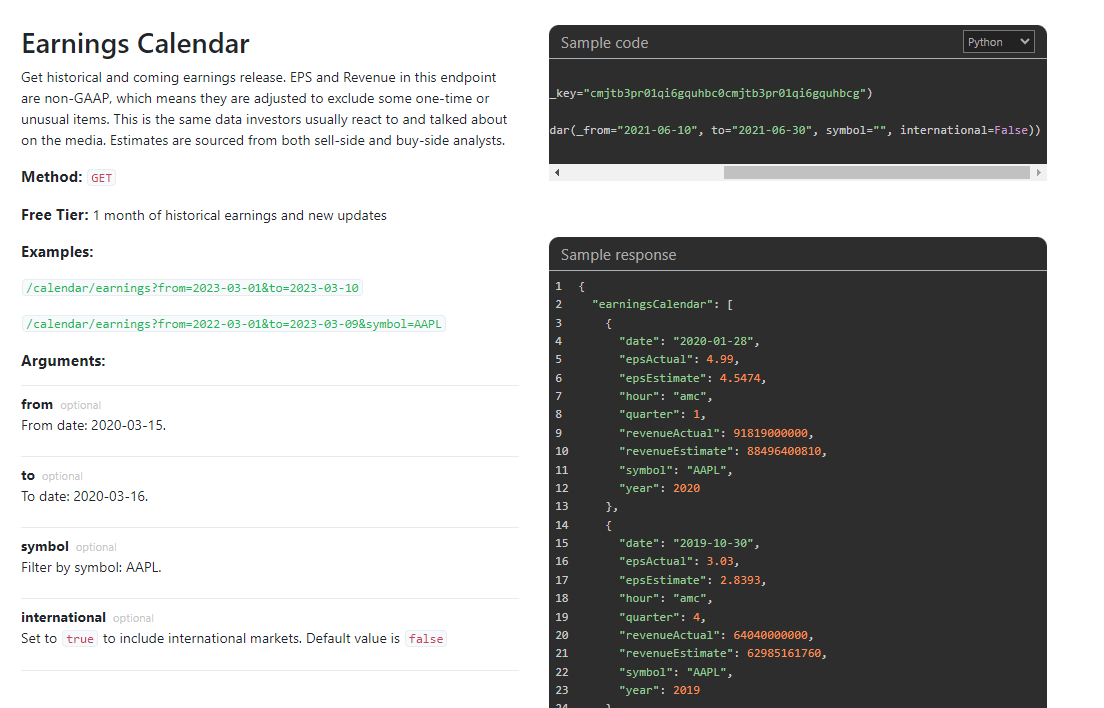 Earnings Calendar
Get historical and coming earnings release. EPS and Revenue in this endpoint
are non-GAAP, which means they are adjusted to exclude some one-time or
unusual items. This is the same data investors usually react to and talked about
on the media. Estimates are sourced from both sell-side and buy-side analysts.
Method: GET
Free Tier: 1 month of historical earnings and new updates
Examples:
/calendar/earnings?from=2023-03-01&to=2023-03-10
/calendar/earnings?from=2022-03-01&to=2023-03-09&symbol=AAPL
Arguments:
from optional
From date: 2020-03-15.
to optional
To date: 2020-03-16.
symbol optional
Filter by symbol: AAPL.
international optional
Set to true to include international markets. Default value is false
Sample code
Python
_key="cmjtb3pr01qi6gquhbc0cmjtb3pr01qi6gquhbcg")
dar(_from="2021-06-10", to="2021-06-30", symbol="", international=False))
Sample response
1 {
2 "earningsCalendar": [
3 {
4 "date": "2020-01-28",
5 "epsActual": 4.99,
6 "epsEstimate": 4.5474,
7 "hour": "amc",
8 "quarter": 1,
9 "revenueActual": 91819000000,
10 "revenueEstimate": 88496400810,
11 "symbol": "AAPL",
12 "year": 2020
13 },
14 {
15 "date": "2019-10-30",
16 "epsActual": 3.03,
17 "epsEstimate": 2.8393,
18 "hour": "amc",
19 "quarter": 4,
20 "revenueActual": 64040000000,
21 "revenueEstimate": 62985161760,
22 "symbol": "AAPL",
23 "year": 2019